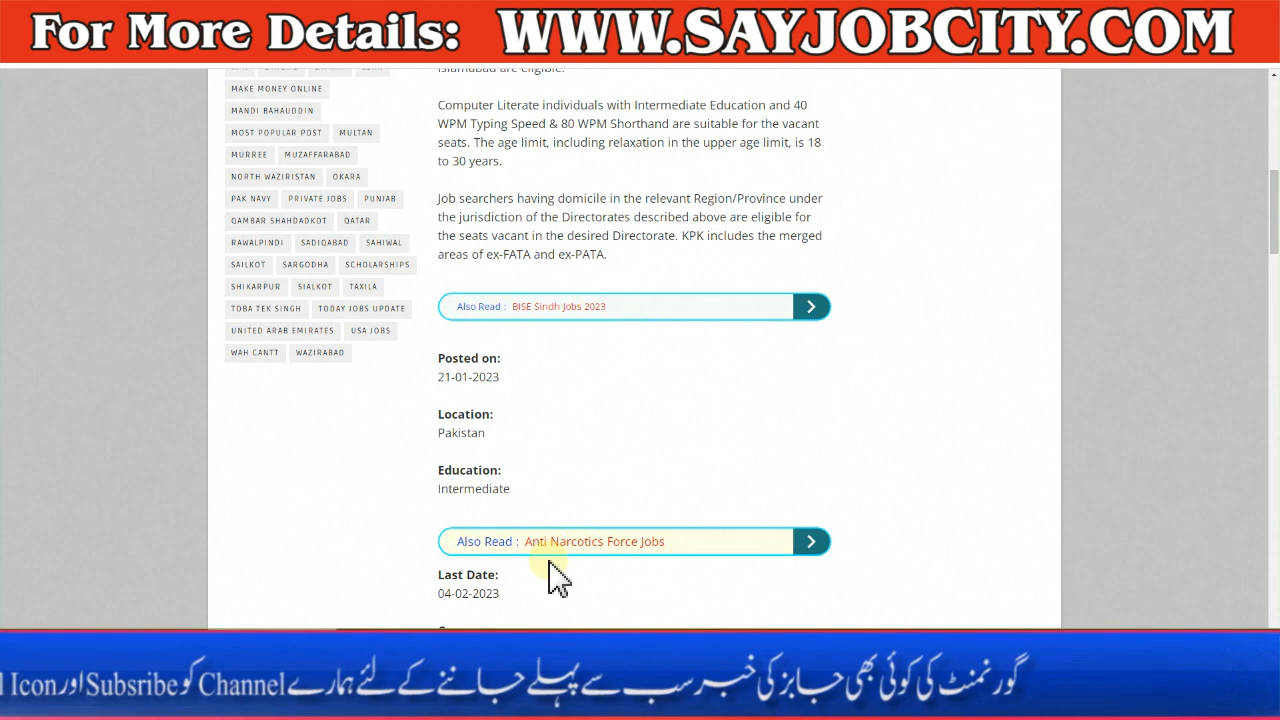 For More Details: WWW.SAYJOBCITY.COM
MAKE MONEY ONLINE
MANDI BAHAUDDIN
MOST POPULAR POST MULTAN
MURREE MUZAFFARABAD
NORTH WAZIRISTAN OKARA
PAK NAVY PRIVATE JOBS PUNJAB
QAMBAR SHAHDADKOT QATAR
RAWALPINDI SADIQABAD SAHIWAL
SAILKOT SARGODHA SCHOLARSHIPS
SHIKARPUR SIALKOT TAXILA
TOBA TEK SINGH TODAY JOBS UPDATE
UNITED ARAB EMIRATES USA JOBS
WAH CANTT WAZIRABAD
Islamabad are eligible.
Computer Literate individuals with Intermediate Education and 40
WPM Typing Speed & 80 WPM Shorthand are suitable for the vacant
seats. The age limit, including relaxation in the upper age limit, is 18
to 30 years.
Job searchers having domicile in the relevant Region/Province under
the jurisdiction of the Directorates described above are eligible for
the seats vacant in the desired Directorate. KPK includes the merged
areas of ex-FATA and ex-PATA.
Also Read : BISE Sindh Jobs 2023
Posted on:
21-01-2023
Location:
Pakistan
Education:
Intermediate
Also Read : Anti Narcotics Force Jobs
Last Date:
04-02-2023
گورنمنٹ کی کوئی بھی جابز کی خبر سب سے پہلے جاننے کے لئے ہمارے Channel کو Subsribe اور l Icon